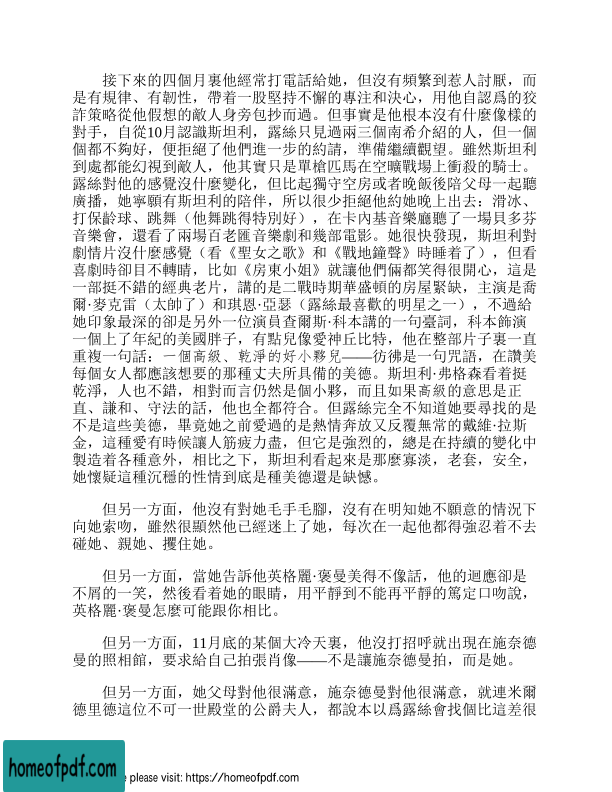 接下來的四個月裏他經常打電話給她，但沒有頻繁到惹人討厭，而
是有規律、有韌性，帶着一股堅持不懈的專注和決心，用他自認爲的狡
詐策略從他假想的敵人身旁包抄而過。但事實是他根本沒有什麼像樣的
對手，自從10月認識斯坦利，露絲只見過兩三個南希介紹的人，但一個
個都不夠好，便拒絕了他們進一步的約請，準備繼續觀望。雖然斯坦利
到處都能幻視到敵人，他其實只是單槍匹馬在空曠戰場上衝殺的騎士。
露絲對他的感覺沒什麼變化，但比起獨守空房或者晚飯後陪父母一起聽
廣播，她寧願有斯坦利的陪伴，所以很少拒絕他約她晚上出去：滑冰、
打保齡球、跳舞（他舞跳得特別好），在卡內基音樂廳聽了一場貝多芬
音樂會，還看了兩場百老匯音樂劇和幾部電影。她很快發現，斯坦利對
劇情片沒什麼感覺（看《聖女之歌》和《戰地鐘聲》時睡着了），但看
喜劇時卻目不轉睛，比如《房東小姐》就讓他們倆都笑得很開心，這是
一部挺不錯的經典老片，講的是二戰時期華盛頓的房屋緊缺，主演是喬
爾·麥克雷（太帥了）和琪恩·亞瑟（露絲最喜歡的明星之一），不過給
她印象最深的卻是另外一位演員查爾斯·科本講的一句臺詞，科本飾演
一個上了年紀的美國胖子，有點兒像愛神丘比特，他在整部片子裏一直
重複一句話：一個高級、乾淨的好小夥兒——彷彿是一句咒語，在讚美
每個女人都應該想要的那種丈夫所具備的美德。斯坦利·弗格森看着挺
乾淨，人也不錯，相對而言仍然是個小夥，而且如果高級的意思是正
直、謙和、守法的話，他也全都符合。但露絲完全不知道她要尋找的是
不是這些美德，畢竟她之前愛過的是熱情奔放又反覆無常的戴維·拉斯
金，這種愛有時候讓人筋疲力盡，但它是強烈的，總是在持續的變化中
製造着各種意外，相比之下，斯坦利看起來是那麼寡淡，老套，安全，
她懷疑這種沉穩的性情到底是種美德還是缺憾。
但另一方面，他沒有對她毛手毛腳，沒有在明知她不願意的情況下
向她索吻，雖然很顯然他已經迷上了她，每次在一起他都得強忍着不去
碰她、親她、攫住她。
但另一方面，當她告訴他英格麗·褒曼美得不像話，他的迴應卻是
不屑的一笑，然後看着她的眼睛，用平靜到不能再平靜的篤定口吻說，
英格麗·褒曼怎麼可能跟你相比。
但另一方面，11月底的某個大冷天裏，他沒打招呼就出現在施奈德
曼的照相館，要求給自己拍張肖像——不是讓施奈德曼拍，而是她。
但另一方面，她父母對他很滿意，施奈德曼對他很滿意，就連米爾
德里德這位不可一世殿堂的公爵夫人，都說本以爲露絲會找個比這差很
homeofpdf.com
please visit: https://homeofpdf.com